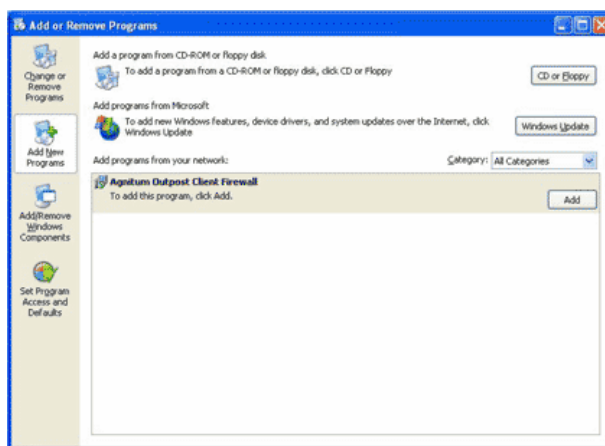 Add or Remove Programs
Change or
Remove
Programs
Add New
Programs
Add/Remove
Windows
Components
Set Program
Access and
Defaults
Add a program from CD-ROM or floppy disk
To add a program from a CD-ROM or floppy disk, click CD or Floppy
CD or Floppy
Add programs from Microsoft
To add new Windows features, device drivers, and system updates over the Internet, click
Windows Update
Windows Update
Add programs from your network:
Category: All Categories
Agnitum Outpost Client Firewall
To add this program, click Add.
Add